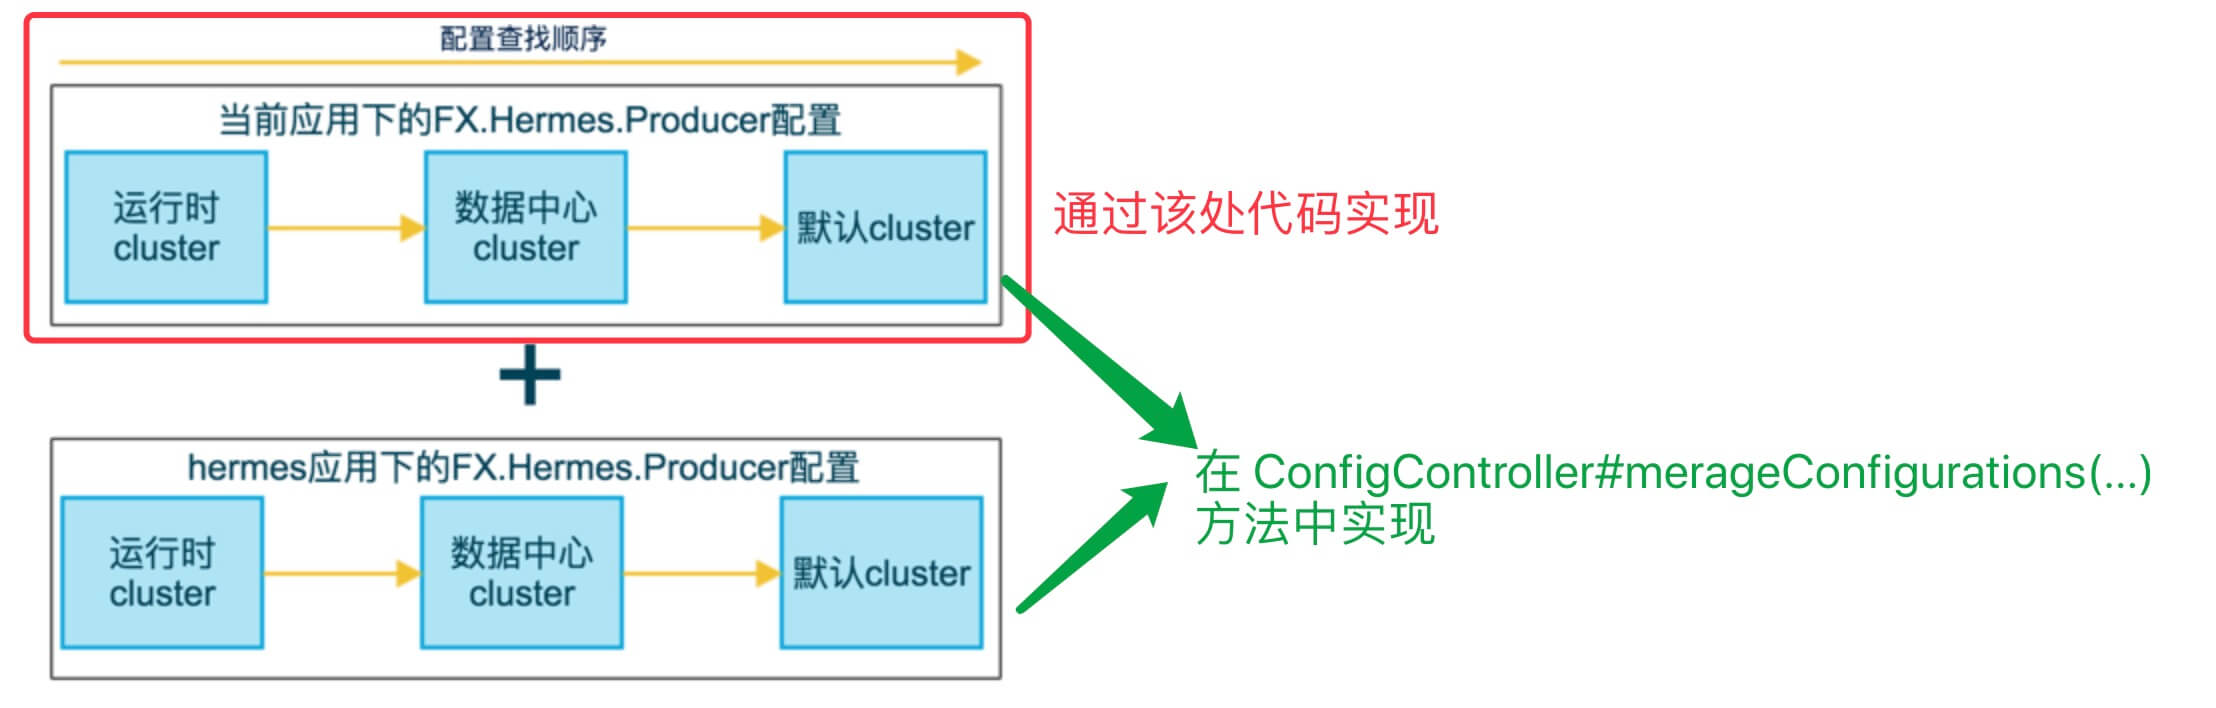 配置查找顺序
当前应用下的FX.Hermes.Producer配置
运行时
cluster
数据中心
cluster
默认cluster
通过该处代码实现
+
hermes应用下的FX.Hermes.Producer配置
运行时
cluster
数据中心
cluster
默认cluster
在 ConfigController#merageConfigurations(...)
方法中实现